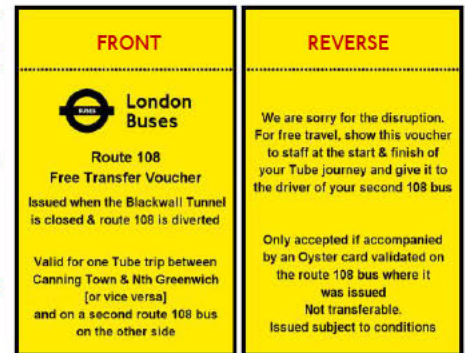 FRONT
BUSES
London
Buses
Route 108
Free Transfer Voucher
Issued when the Blackwall Tunnel
is closed & route 108 is diverted
Valid for one Tube trip between
Canning Town & Nth Greenwich
[or vice versa]
and on a second route 108 bus
on the other side
REVERSE
We are sorry for the disruption.
For free travel, show this voucher
to staff at the start & finish of
your Tube journey and give it to
the driver of your second 108 bus
Only accepted if accompanied
by an Oyster card validated on
the route 108 bus where it
was issued
Not transferable.
Issued subject to conditions